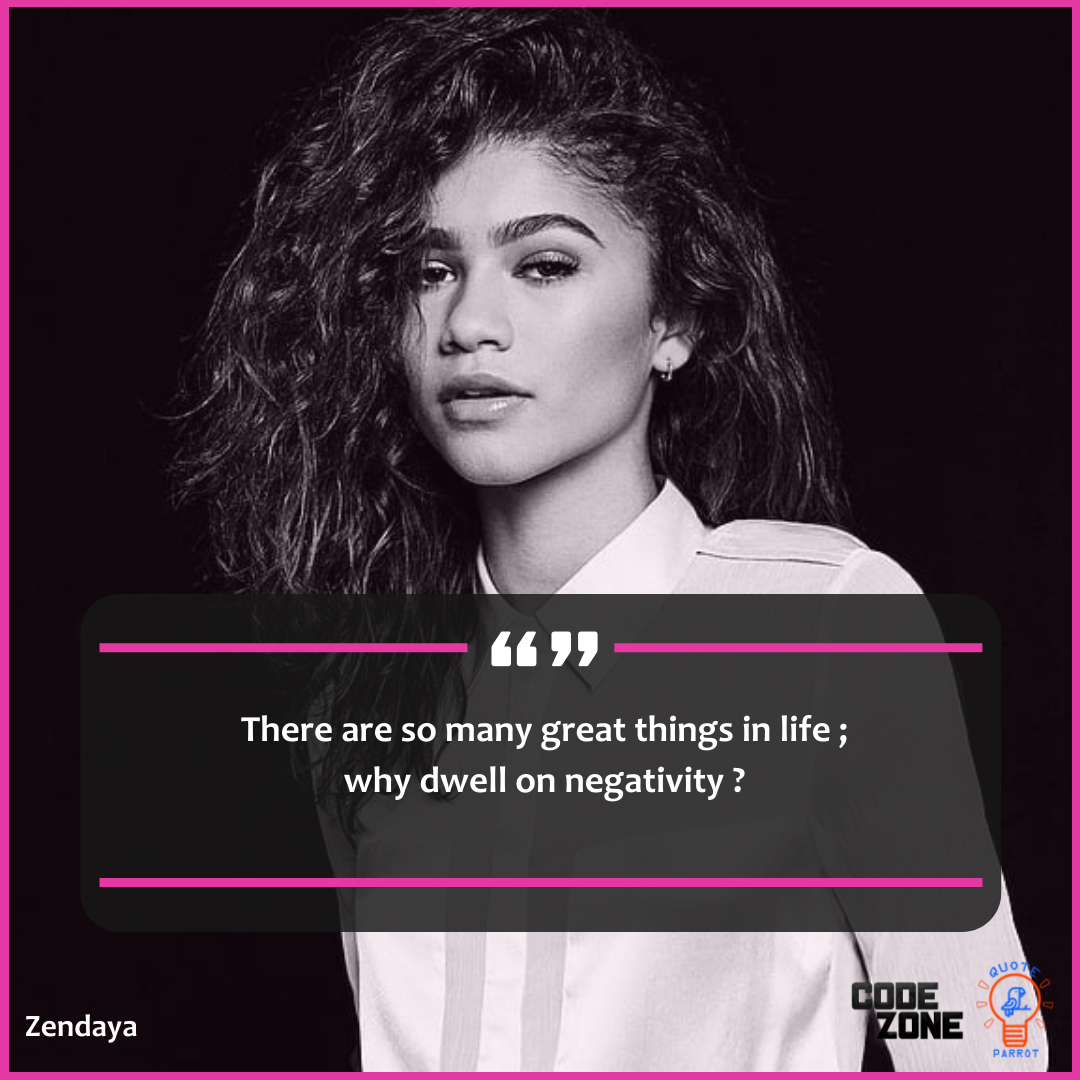 ❝❞
There are so many great things in life ;
why dwell on negativity ?
Zendaya
CODE
ZONE
QUOTE
PARROT